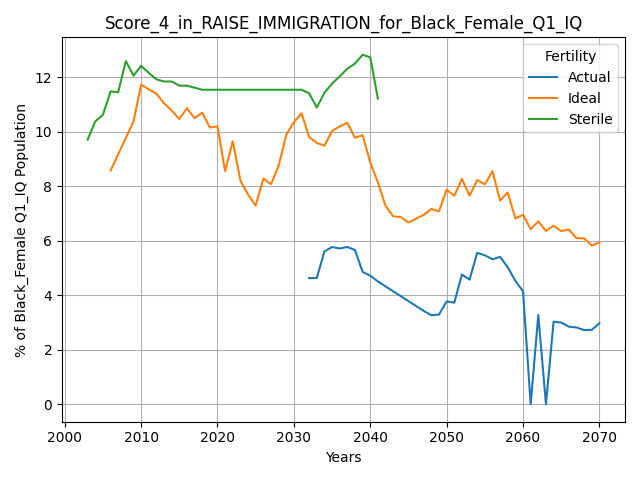 Score_4_in_RAISE_IMMIGRATION_for_Black_Female_Q1_IQ
% of Black_Female Q1_IQ Population
12
10
8
6
4
2
0
Fertility
Actual
Ideal
Sterile
2000 2010 2020 2030 2040 2050 2060 2070
Years